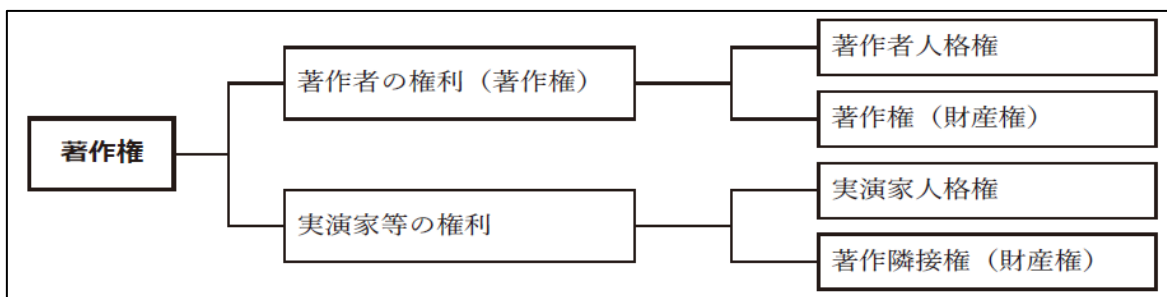 著作権
著作者の権利（著作権）
著作者人格権
著作権（財産権）
実演家等の権利
実演家人格権
著作隣接権（財産権）